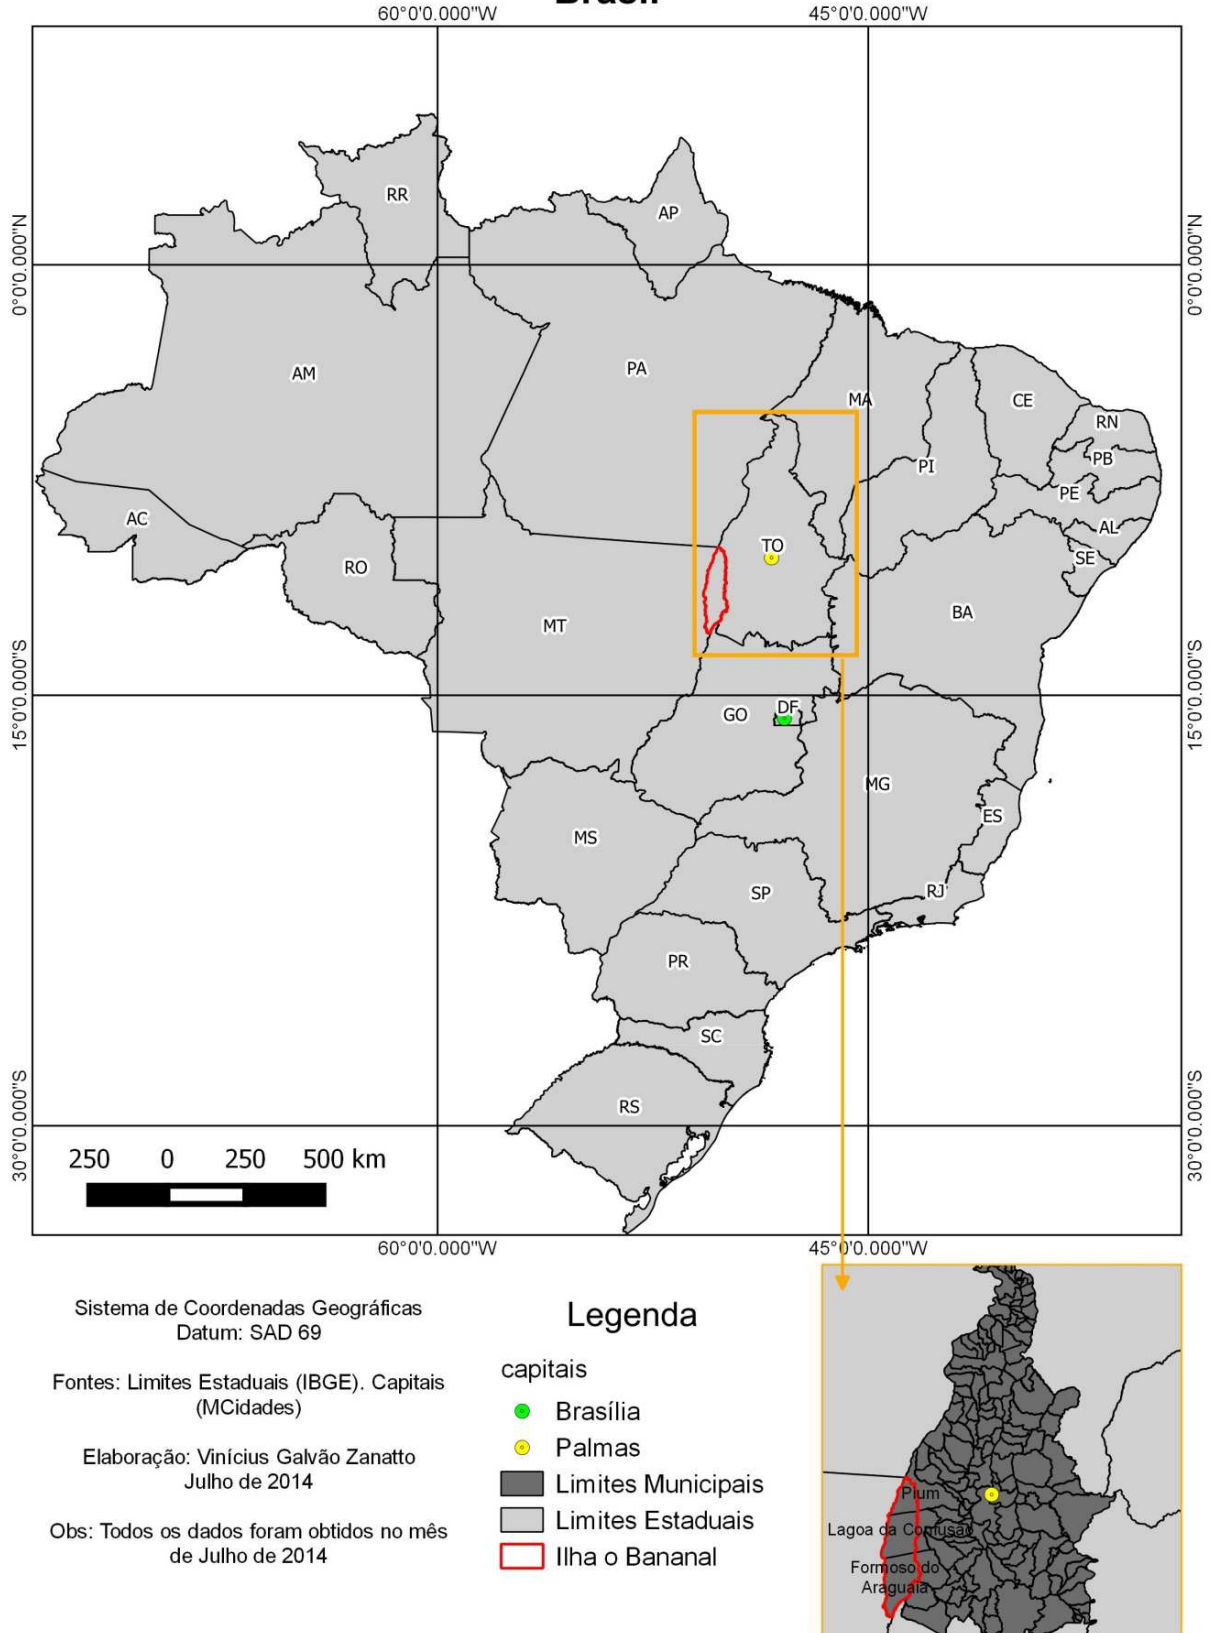 Brasil
60°0'0.000"W 45°0'0.000"W
RR
AP
0°0'0.000"N 0°0'0.000"N
AM
PA
MA
CE
RN
PB
PI
PE
AC
AL
TO
SE
RO
BA
MT
15°0'0.000"S 15°0'0.000"S
GO
DF
MG
ES
MS
RJ
SP
PR
SC
RS
30°0'0.000"S 30°0'0.000"S
250 0 250 500 km
60°0'0.000"W 45°0'0.000"W
Sistema de Coordenadas Geográficas
Datum: SAD 69
Fontes: Limites Estaduais (IBGE). Capitais
(MCidades)
Elaboração: Vinícius Galvão Zanatto
Julho de 2014
Obs: Todos os dados foram obtidos no mês
de Julho de 2014
Legenda
capitais
Brasília
Palmas
Limites Municipais
Limites Estaduais
Ilha o Bananal
Pium
Lagoa da Confusão
Formoso do
Araguaia